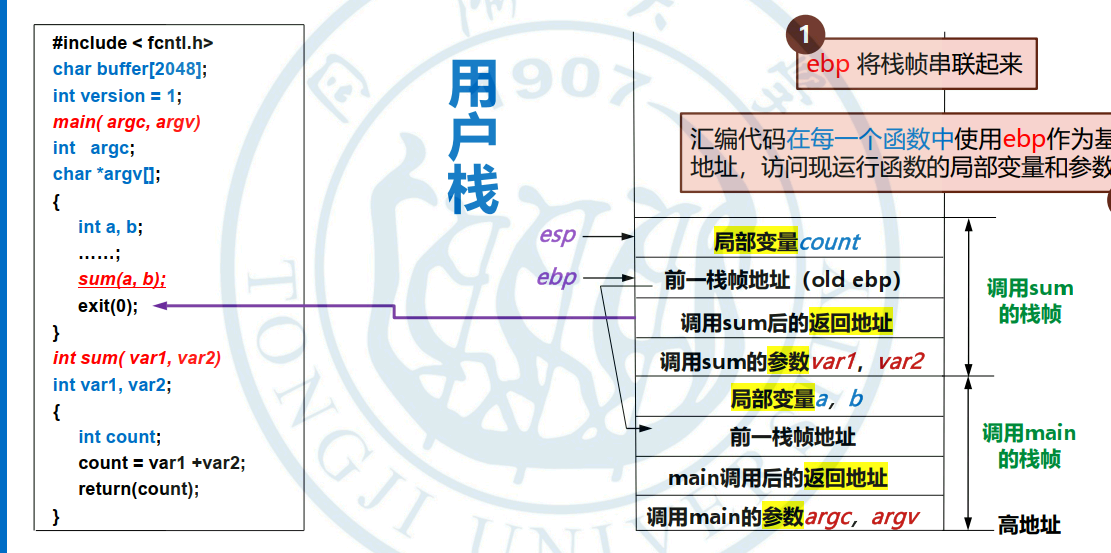 #include < fcntl.h>
char buffer[2048];
int version = 1;
main( argc, argv)
int argc;
char *argv[];
{
int a, b;
……;
sum(a, b);
exit(0);
}
int sum( var1, var2)
int var1, var2;
{
int count;
count = var1 +var2;
return(count);
}
用户栈
1
ebp 将栈帧串联起来
汇编代码在每一个函数中使用ebp作为基
地址，访问现运行函数的局部变量和参数
esp
ebp
局部变量count
前一栈帧地址（old ebp）
调用sum后的返回地址
调用sum的参数var1，var2
局部变量a，b
前一栈帧地址
main调用后的返回地址
调用main的参数argc，argv
调用sum
的栈帧
调用main
的栈帧
高地址
1907
TONGJI UNIVER